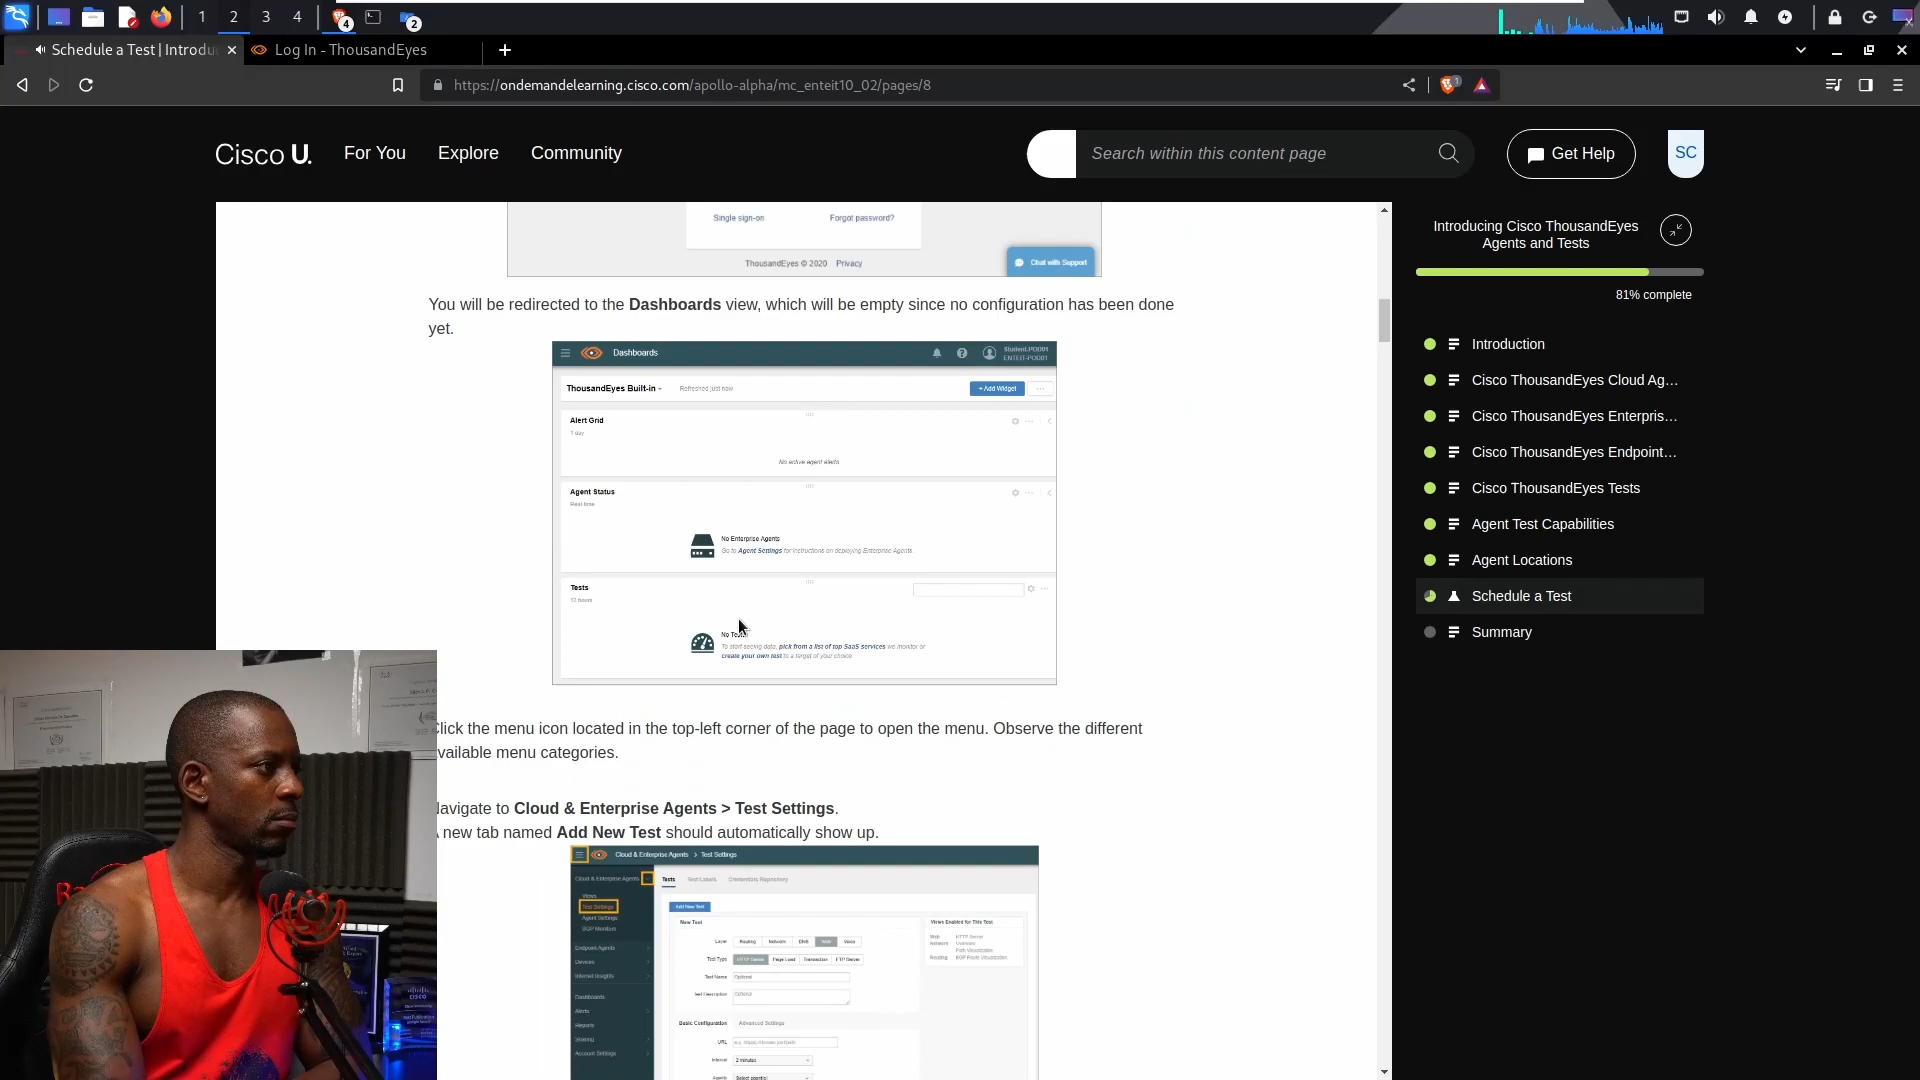 1 2 3 4 4 2
Schedule a Test | Introdu
Log In - ThousandEyes
https://ondemandelearning.cisco.com/apollo-alpha/mc_enteit10_02/pages/8
1
Cisco U.
For You
Explore
Community
Search within this content page
Get Help
SC
Single sign-on
Forgot password?
ThousandEyes © 2020 Privacy
Chat with Support
You will be redirected to the Dashboards view, which will be empty since no configuration has been done
yet.
Dashboards
Student-POD01
ENTEIT-POD01
ThousandEyes Built-in
Refreshed just now
+ Add Widget
Alert Grid
1 day
No active agent alerts
Agent Status
Real time
No Enterprise Agents
Go to Agent Settings for instructions on deploying Enterprise Agents.
Tests
12 hours
No Tests
To start seeing data, pick from a list of top SaaS services we monitor or
create your own test to a target of your choice.
Click the menu icon located in the top-left corner of the page to open the menu. Observe the different
available menu categories.
Navigate to Cloud & Enterprise Agents > Test Settings.
A new tab named Add New Test should automatically show up.
Cloud & Enterprise Agents > Test Settings
Cloud & Enterprise Agents
Views
Test Settings
Agent Settings
BGP Monitors
Endpoint Agents
Devices
Internet Insights
Dashboards
Alerts
Reports
Sharing
Account Settings
Tests
Test Labels
Credentials Repository
Add New Test
New Test
Layer
Routing Network DNS Web Voice
Test Type
HTTP Server Page Load Transaction FTP Server
Test Name
Optional
Test Description
Optional
Basic Configuration
Advanced Settings
URL
Interval
2 minutes
Agents
Select agent(s)
Views Enabled for This Test
Web HTTP Server
Network Overview
Path Visualization
Routing BGP Route Visualization
Introducing Cisco ThousandEyes
Agents and Tests
81% complete
Introduction
Cisco ThousandEyes Cloud Ag...
Cisco ThousandEyes Enterpris...
Cisco ThousandEyes Endpoint...
Cisco ThousandEyes Tests
Agent Test Capabilities
Agent Locations
Schedule a Test
Summary
CISCO